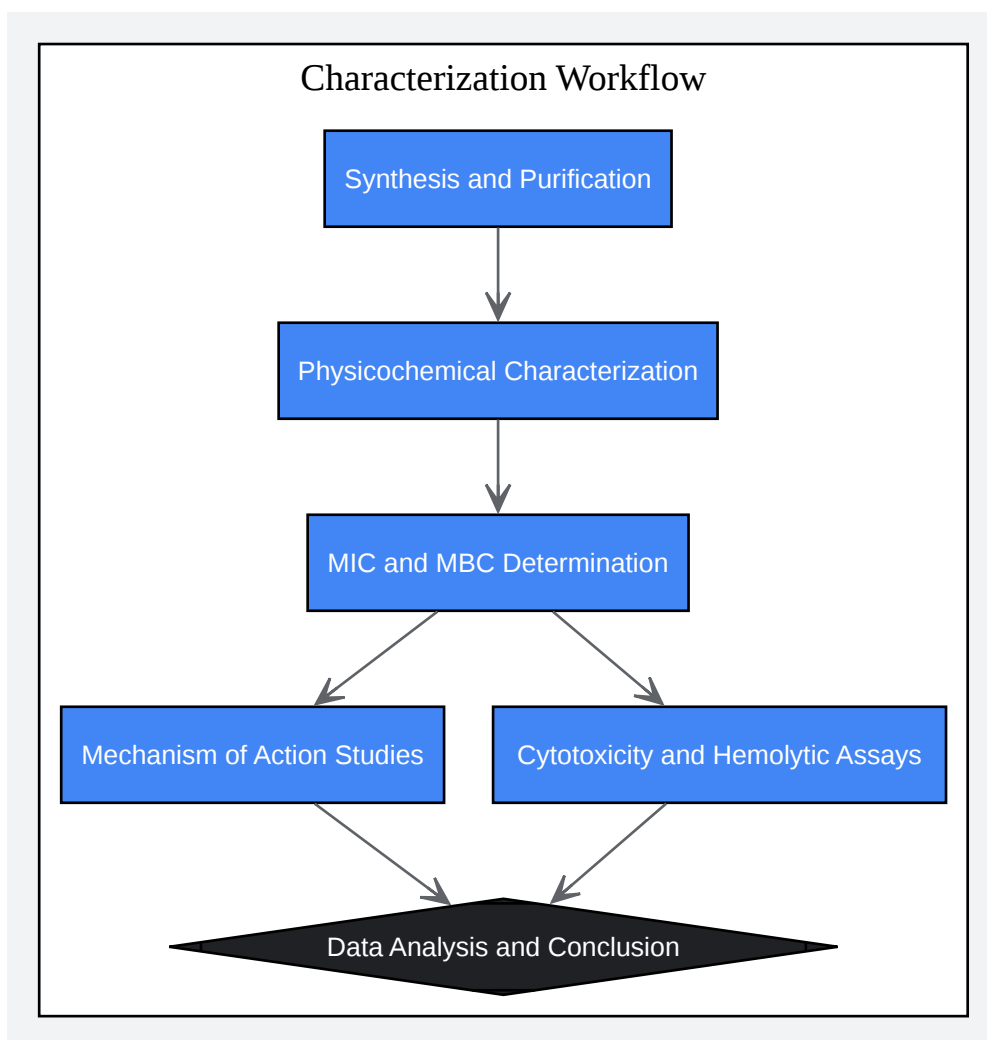 Characterization Workflow
Synthesis and Purification
Physicochemical Characterization
MIC and MBC Determination
Mechanism of Action Studies
Cytotoxicity and Hemolytic Assays
Data Analysis and Conclusion